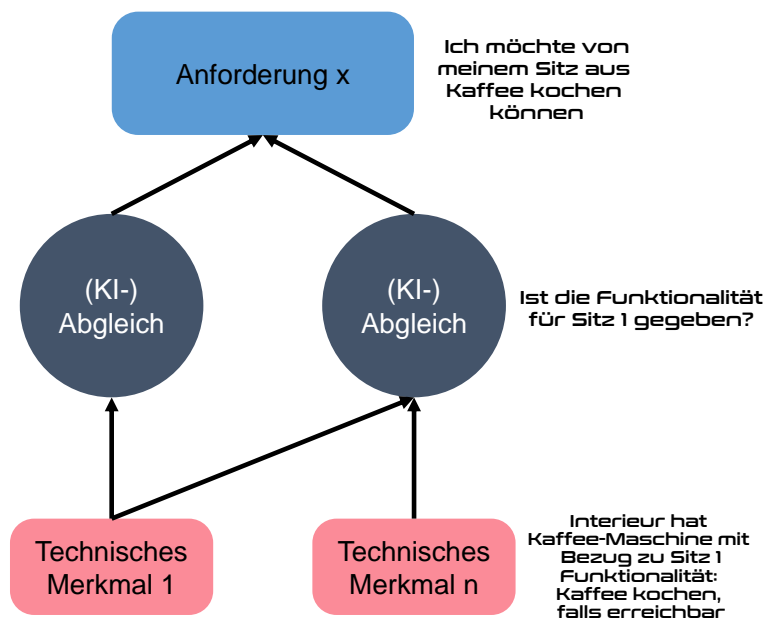 Anforderung x
Ich möchte von
meinem Sitz aus
Kaffee kochen
können
(KI-)
Abgleich
(KI-)
Abgleich
Ist die Funktionalität
für Sitz 1 gegeben?
Technisches
Merkmal 1
Technisches
Merkmal n
Interieur hat
Kaffee-Maschine mit
Bezug zu Sitz 1
Funktionalität:
Kaffee kochen,
falls erreichbar